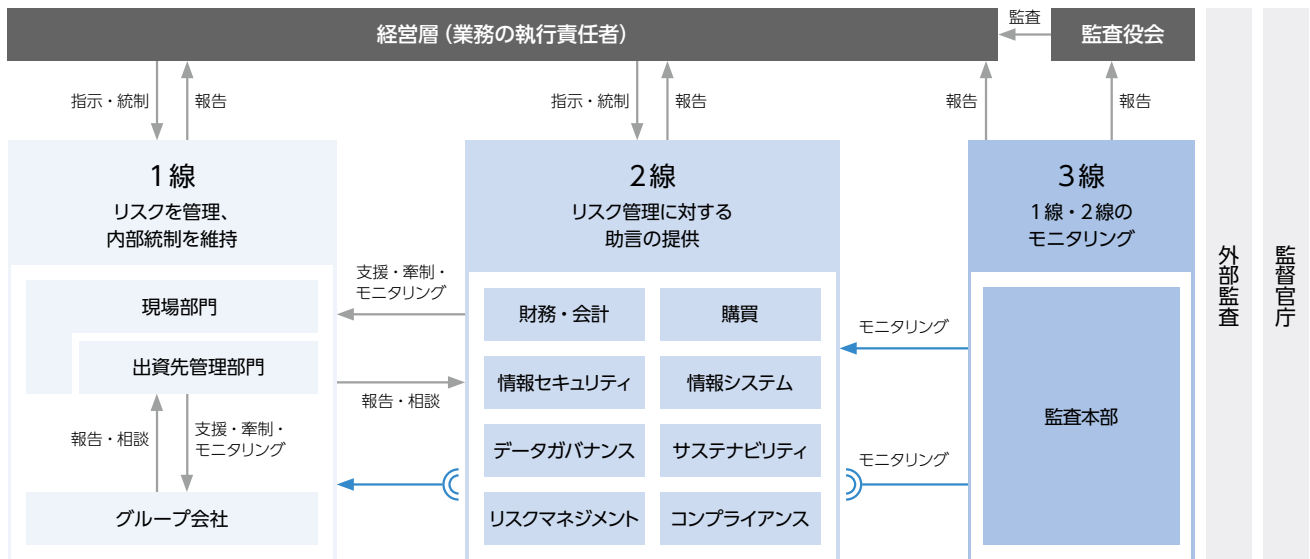 経営層（業務の執行責任者）
監査
監査役会
指示・統制
報告
指示・統制
報告
報告
報告
1線
リスクを管理、
内部統制を維持
現場部門
出資先管理部門
報告・相談
支援・牽制・
モニタリング
グループ会社
支援・牽制・
モニタリング
報告・相談
2線
リスク管理に対する
助言の提供
財務・会計
購買
情報セキュリティ
情報システム
データガバナンス
サステナビリティ
リスクマネジメント
コンプライアンス
モニタリング
モニタリング
3線
1線・2線の
モニタリング
監査本部
外部監査
監督官庁